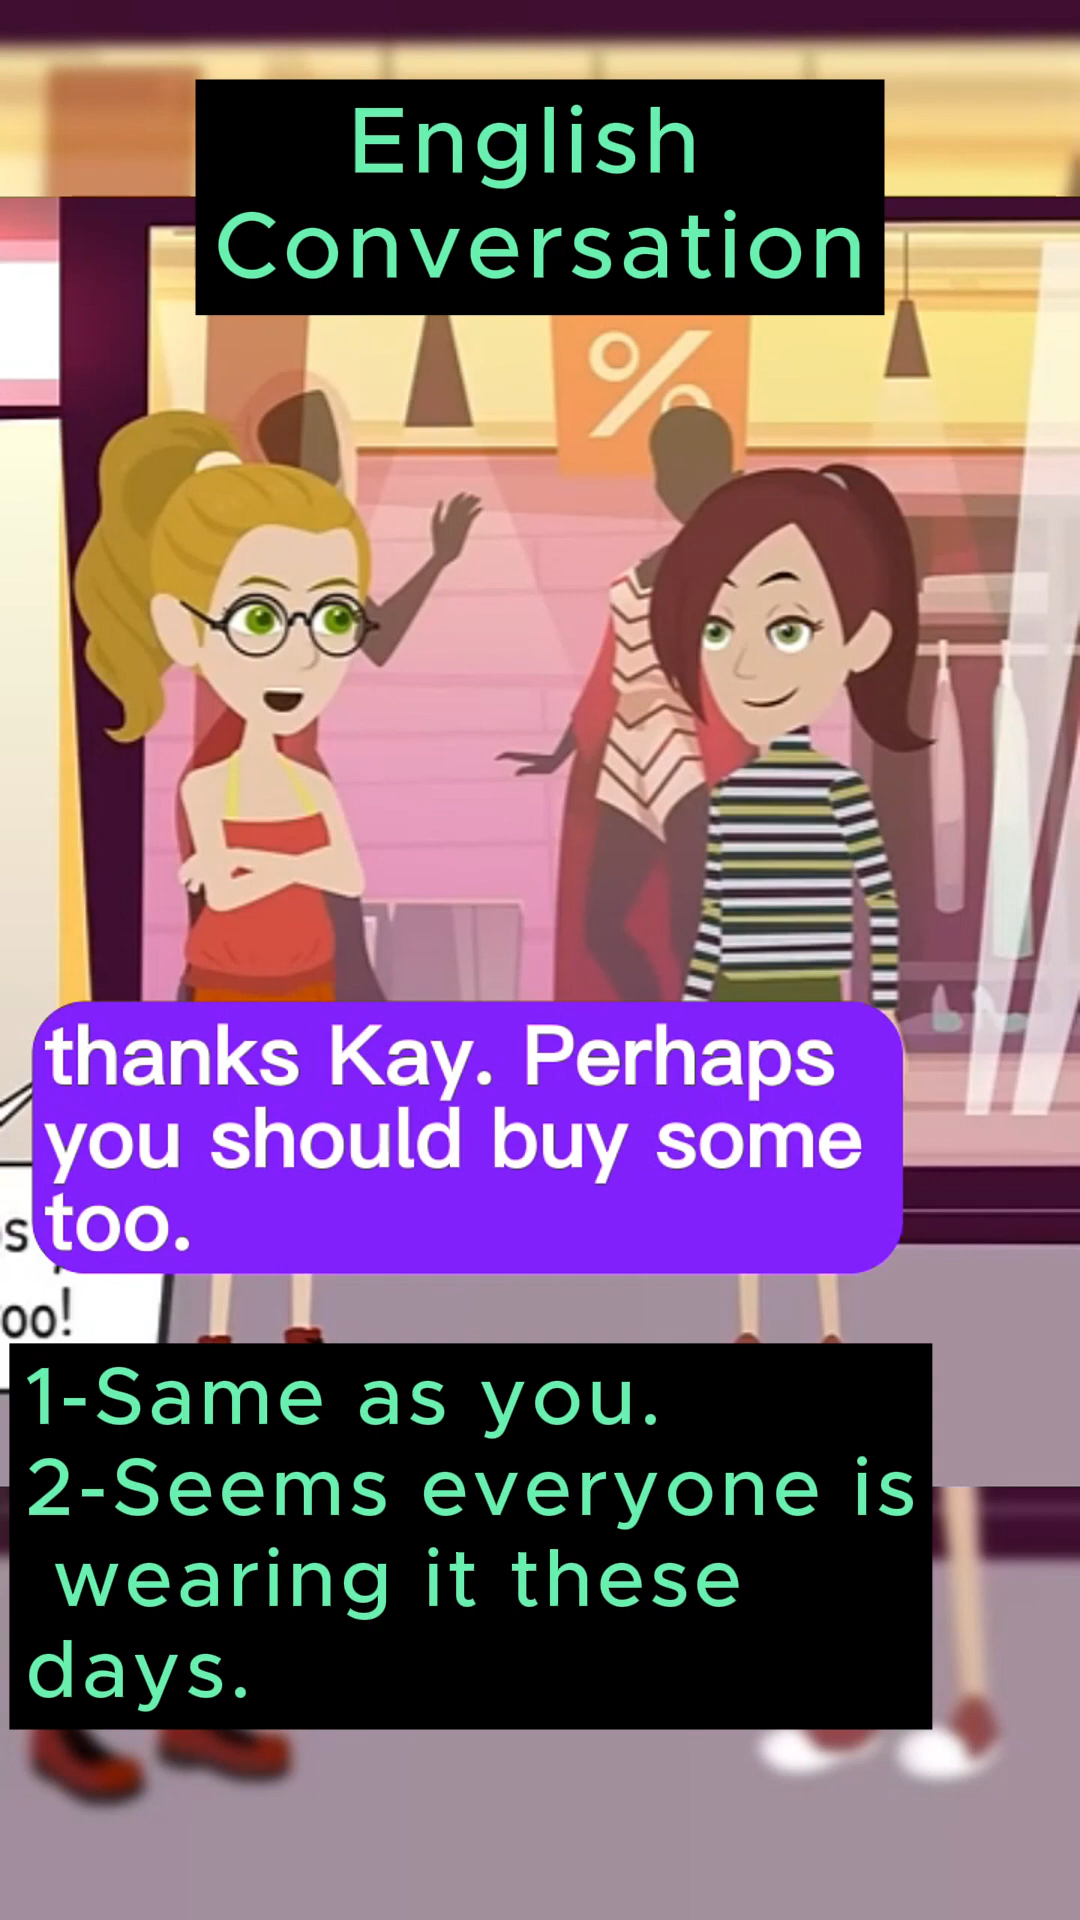 English
Conversation
%
thanks Kay. Perhaps
you should buy some
too.
oo!
1-Same as you.
2-Seems everyone is
wearing it these
days.